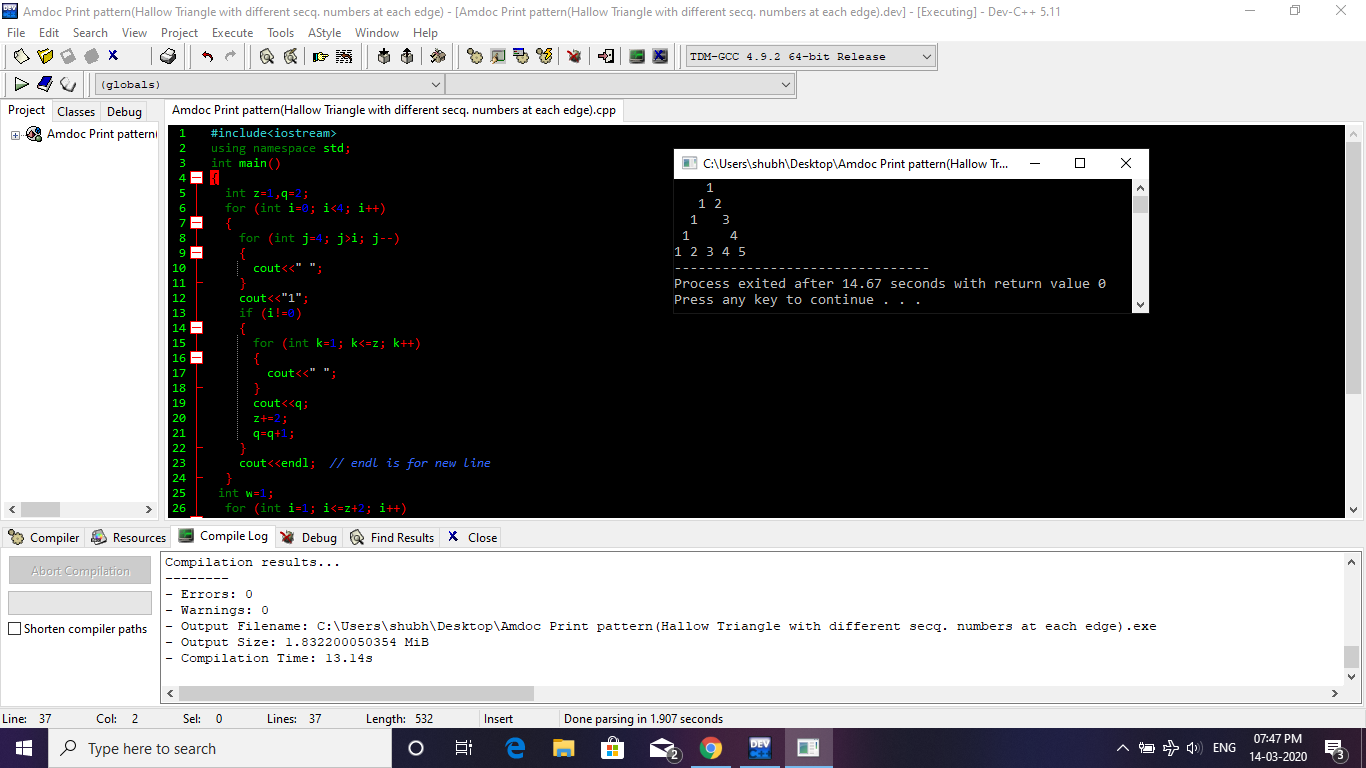 Amdoc Print pattern(Hallow Triangle with different secq. numbers at each edge) - [Amdoc Print pattern(Hallow Triangle with different secq. numbers at each edge).dev] - [Executing] - Dev-C++ 5.11
File Edit Search View Project Execute Tools AStyle Window Help
TDM-GCC 4.9.2 64-bit Release
(globals)
Project Classes Debug
Amdoc Print pattern(Hallow Triangle with different secq. numbers at each edge).cpp
Amdoc Print pattern(
1 #include<iostream>
2 using namespace std;
3 int main()
4 {
5 int z=1,q=2;
6 for (int i=0; i<4; i++)
7 {
8 for (int j=4; j>i; j--)
9 {
10 cout<<" ";
11 }
12 cout<<"1";
13 if (i!=0)
14 {
15 for (int k=1; k<=z; k++)
16 {
17 cout<<" ";
18 }
19 cout<<q;
20 z+=2;
21 q=q+1;
22 }
23 cout<<endl; // endl is for new line
24 }
25 int w=1;
26 for (int i=1; i<=z+2; i++)
C:\Users\shubh\Desktop\Amdoc Print pattern(Hallow Tr...
1
1 2
1 3
1 4
1 2 3 4 5
--------------------------------
Process exited after 14.67 seconds with return value 0
Press any key to continue . . .
Compiler Resources Compile Log Debug Find Results Close
Abort Compilation
Shorten compiler paths
Compilation results...
--------
- Errors: 0
- Warnings: 0
- Output Filename: C:\Users\shubh\Desktop\Amdoc Print pattern(Hallow Triangle with different secq. numbers at each edge).exe
- Output Size: 1.832200050354 MiB
- Compilation Time: 13.14s
Line: 37 Col: 2 Sel: 0 Lines: 37 Length: 532 Insert Done parsing in 1.907 seconds
Type here to search
2
DEV
ENG
07:47 PM
14-03-2020
3